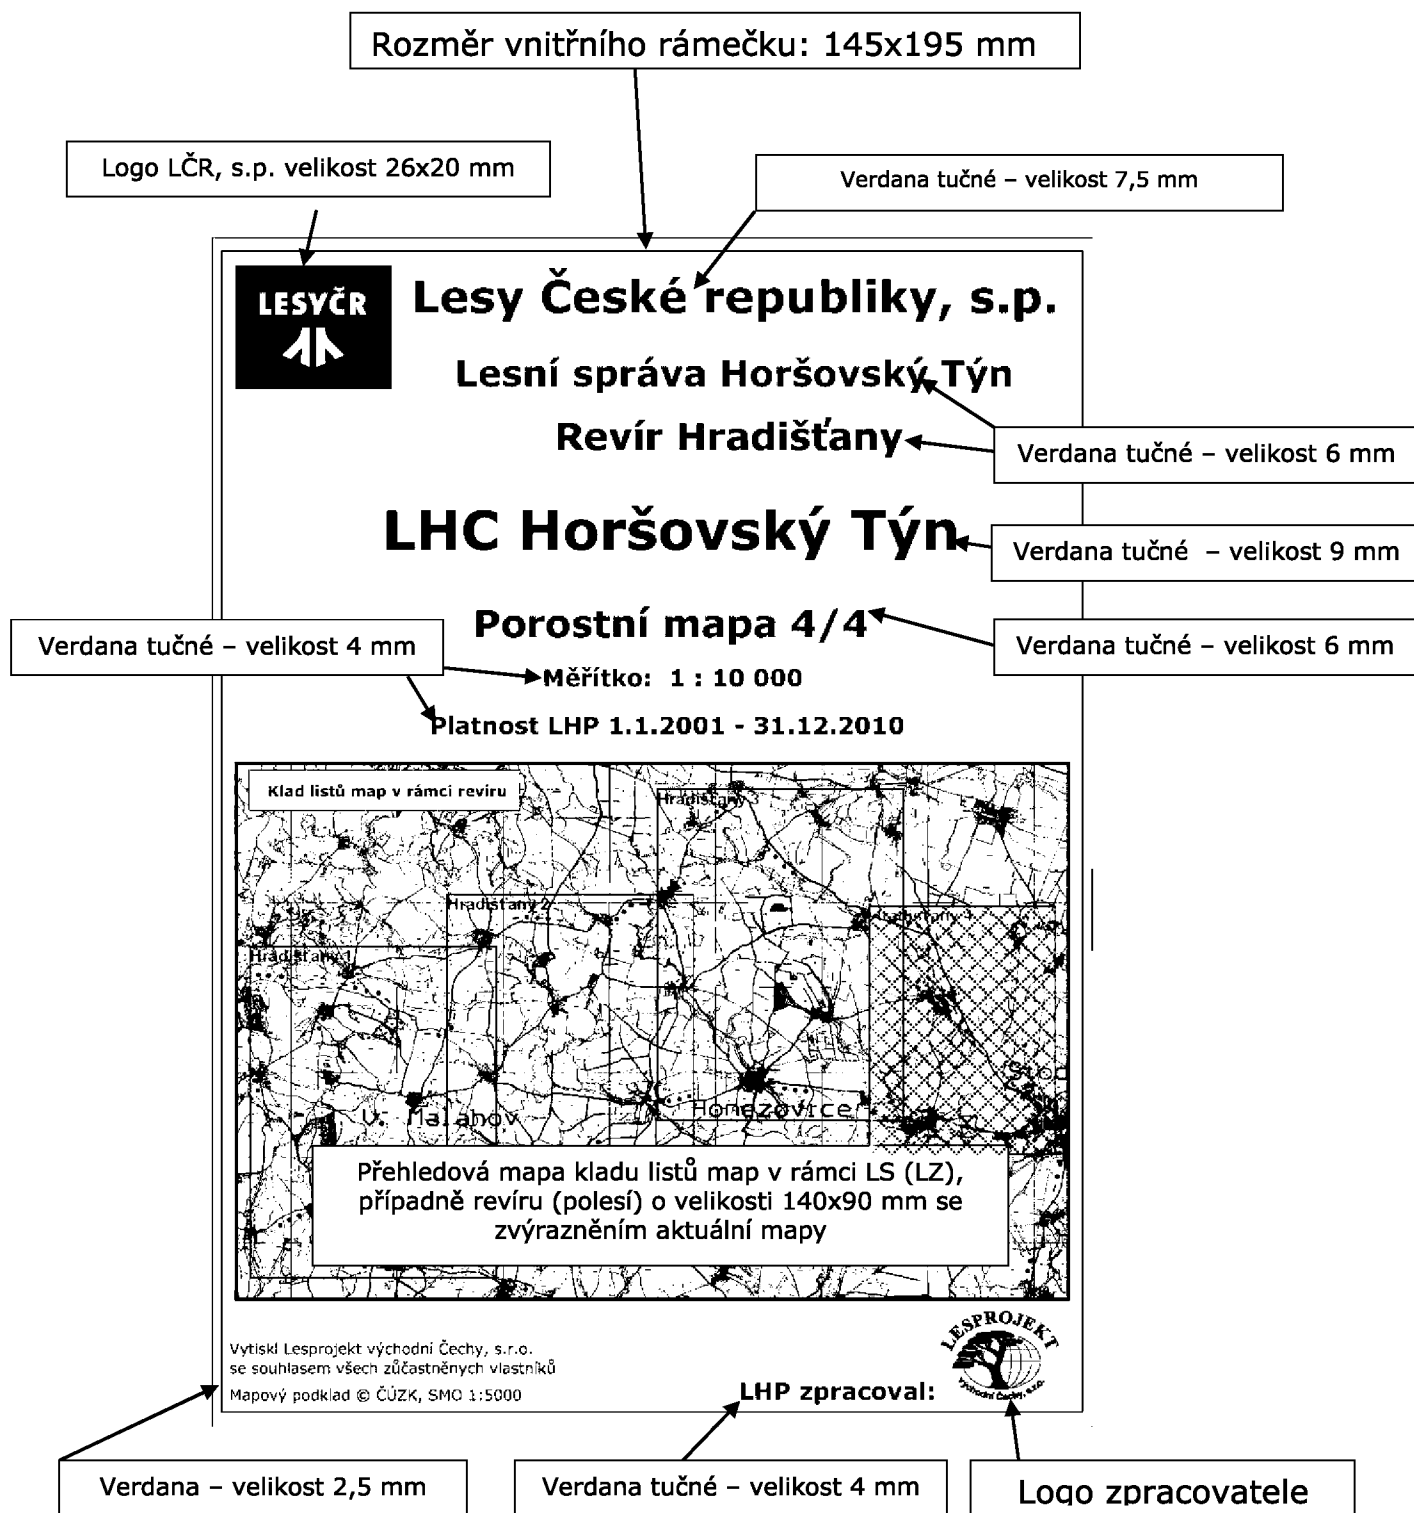 Rozměr vnitřního rámečku: 145x195 mm
Logo LČR, s.p. velikost 26x20 mm
Verdana tučné – velikost 7,5 mm
LESYČR
Lesy České republiky, s.p.
Lesní správa Horšovský Týn
Revír Hradišťany
Verdana tučné – velikost 6 mm
LHC Horšovský Týn
Verdana tučné – velikost 9 mm
Porostní mapa 4/4
Verdana tučné – velikost 4 mm
Verdana tučné – velikost 6 mm
Měřítko: 1 : 10 000
Platnost LHP 1.1.2001 - 31.12.2010
Klad listů map v rámci revíru
Hradišťany 3
Hradišťany 2
Hradišťany 1
Stod
Honezovice
V. Malahov
Přehledová mapa kladu listů map v rámci LS (LZ),
případně revíru (polesí) o velikosti 140x90 mm se
zvýrazněním aktuální mapy
Vytiskl Lesprojekt východní Čechy, s.r.o.
se souhlasem všech zůčastněných vlastníků
Mapový podklad © ČÚZK, SMO 1:5000
LHP zpracoval:
LESPROJEKT
Východní Čechy, s.r.o.
Verdana – velikost 2,5 mm
Verdana tučné – velikost 4 mm
Logo zpracovatele